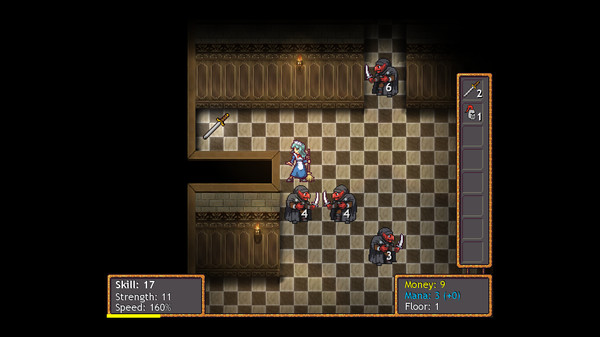 6
2
1
4
4
3
Skill: 17
Strength: 11
Speed: 160%
Money: 9
Mana: 3 (+0)
Floor: 1